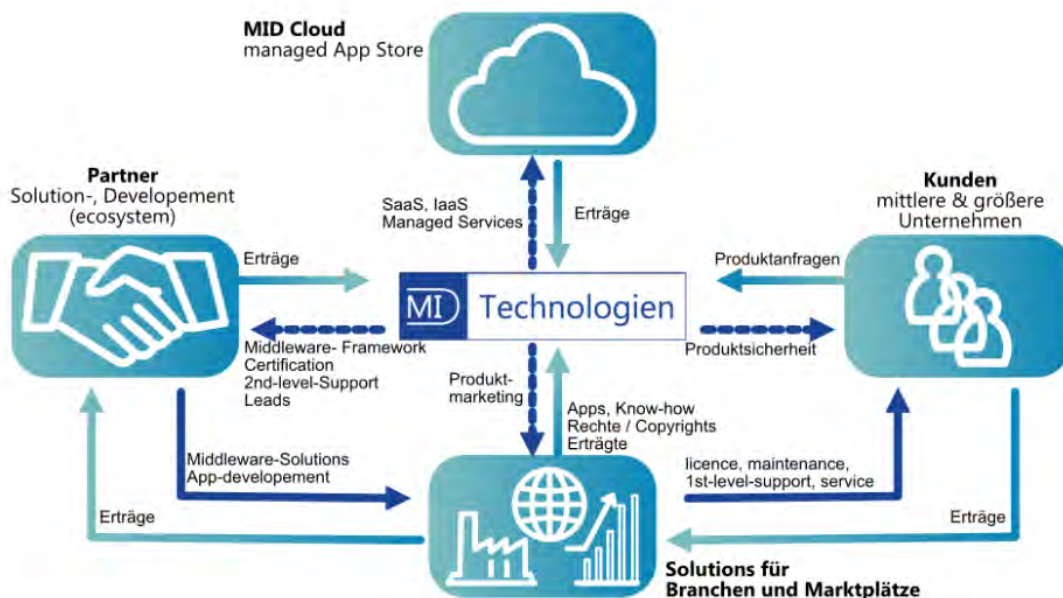 MID Cloud
managed App Store
Partner
Solution-, Developement
(ecosystem)
Kunden
mittlere & größere
Unternehmen
SaaS, IaaS
Managed Services
Erträge
Erträge
Produktanfragen
MID Technologien
Middleware- Framework
Certification
2nd-level-Support
Leads
Produktsicherheit
Produkt-
marketing
Apps, Know-how
Rechte / Copyrights
Erträgte
Middleware-Solutions
App-developement
licence, maintenance,
1st-level-support, service
Erträge
Erträge
Solutions für
Branchen und Marktplätze